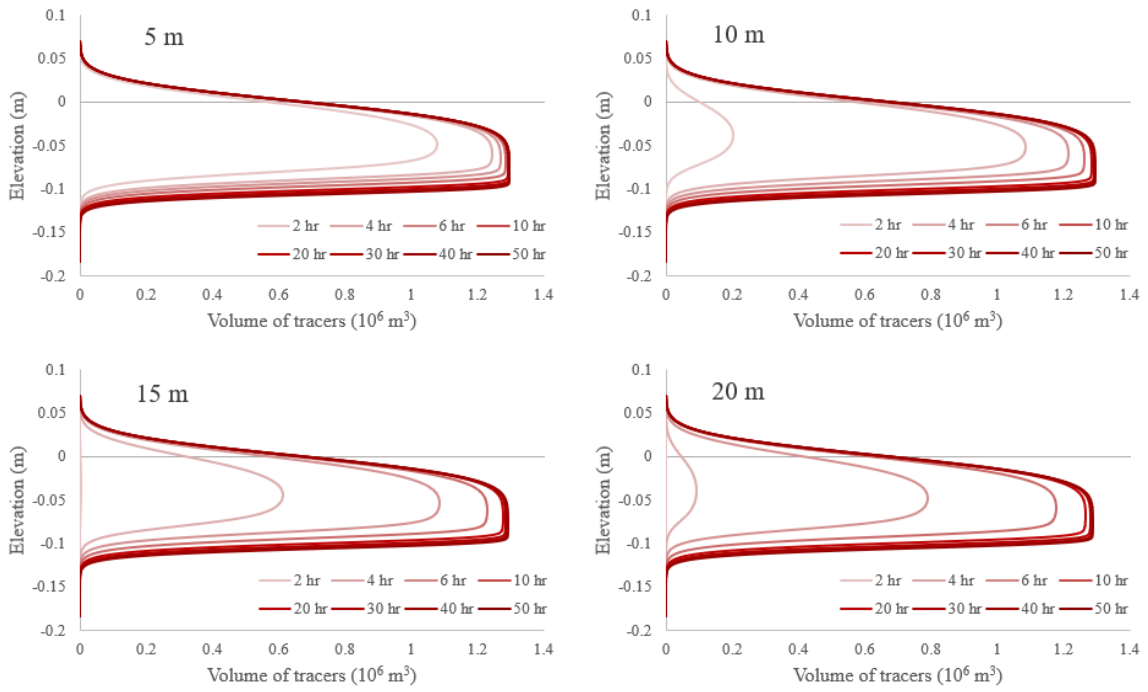 5 m
Elevation (m)
0.1
0.05
0
-0.05
-0.1
-0.15
-0.2
2 hr 4 hr 6 hr 10 hr
20 hr 30 hr 40 hr 50 hr
0 0.2 0.4 0.6 0.8 1 1.2 1.4
Volume of tracers (10⁶ m³)
10 m
Elevation (m)
0.1
0.05
0
-0.05
-0.1
-0.15
-0.2
2 hr 4 hr 6 hr 10 hr
20 hr 30 hr 40 hr 50 hr
0 0.2 0.4 0.6 0.8 1 1.2 1.4
Volume of tracers (10⁶ m³)
15 m
Elevation (m)
0.1
0.05
0
-0.05
-0.1
-0.15
-0.2
2 hr 4 hr 6 hr 10 hr
20 hr 30 hr 40 hr 50 hr
0 0.2 0.4 0.6 0.8 1 1.2 1.4
Volume of tracers (10⁶ m³)
20 m
Elevation (m)
0.1
0.05
0
-0.05
-0.1
-0.15
-0.2
2 hr 4 hr 6 hr 10 hr
20 hr 30 hr 40 hr 50 hr
0 0.2 0.4 0.6 0.8 1 1.2 1.4
Volume of tracers (10⁶ m³)